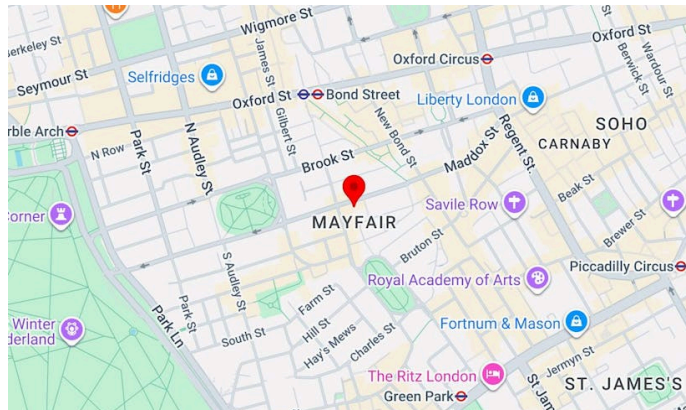 Wigmore St
Berkeley St
James St
Oxford St
Berwick St
Wardour St
Oxford Circus
Seymour St
Selfridges
Oxford St
Bond Street
Liberty London
SOHO
rble Arch
Park St
N Audley St
Gilbert St
New Bond St
Regent St.
CARNABY
N Row
Brook St
Maddox St
Beak St
Corner
MAYFAIR
Savile Row
Brewer St
Bruton St
S Audley St
Royal Academy of Arts
Piccadilly Circus
Park St
Farm St
Winter
derland
Park Ln
South St
Hill St
Hay's Mews
Charles St
Fortnum & Mason
Jermyn St
The Ritz London
St. Jam
ST. JAMES'S
Green Park